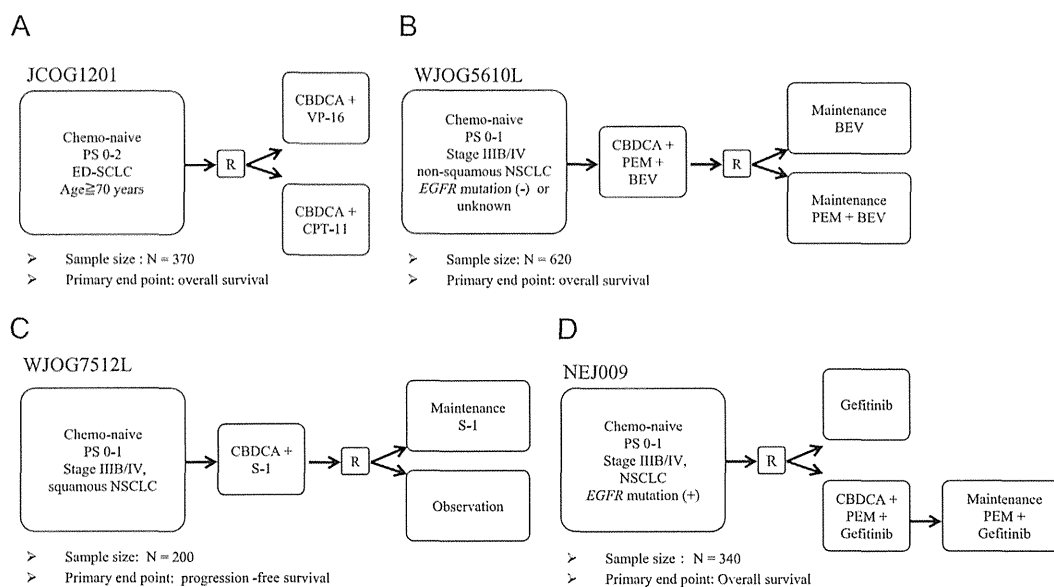 A
JCOG1201
Chemo-naive
PS 0-2
ED-SCLC
Age≧70 years
R
CBDCA +
VP-16
CBDCA +
CPT-11
➢ Sample size : N = 370
➢ Primary end point: overall survival
B
WJOG5610L
Chemo-naive
PS 0-1
Stage IIIB/IV
non-squamous NSCLC
EGFR mutation (-) or
unknown
CBDCA +
PEM +
BEV
R
Maintenance
BEV
Maintenance
PEM + BEV
➢ Sample size: N = 620
➢ Primary end point: overall survival
C
WJOG7512L
Chemo-naive
PS 0-1
Stage IIIB/IV,
squamous NSCLC
CBDCA +
S-1
R
Maintenance
S-1
Observation
➢ Sample size: N = 200
➢ Primary end point: progression -free survival
D
NEJ009
Chemo-naive
PS 0-1
Stage IIIB/IV,
NSCLC
EGFR mutation (+)
R
Gefitinib
CBDCA +
PEM +
Gefitinib
Maintenance
PEM +
Gefitinib
➢ Sample size : N = 340
➢ Primary end point: Overall survival